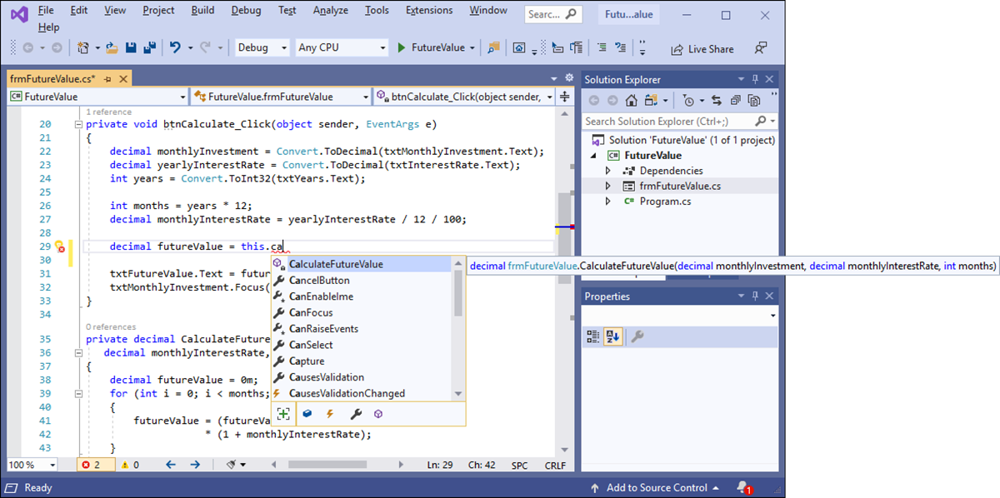 File Edit View Project Build Debug Test Analyze Tools Extensions Window Searc... Futu...alue
Help
Debug Any CPU FutureValue Live Share
frmFutureValue.cs*
C# FutureValue FutureValue.frmFutureValue btnCalculate_Click(object sender,
1 reference
20 private void btnCalculate_Click(object sender, EventArgs e)
21 {
22 decimal monthlyInvestment = Convert.ToDecimal(txtMonthlyInvestment.Text);
23 decimal yearlyInterestRate = Convert.ToDecimal(txtInterestRate.Text);
24 int years = Convert.ToInt32(txtYears.Text);
25
26 int months = years * 12;
27 decimal monthlyInterestRate = yearlyInterestRate / 12 / 100;
28
29 decimal futureValue = this.ca
30
31 txtFutureValue.Text = futur
32 txtMonthlyInvestment.Focus(
33 }
34
0 references
35 private decimal CalculateFuture
36 decimal monthlyInterestRate,
37 {
38 decimal futureValue = 0m;
39 for (int i = 0; i < months;
40 {
41 futureValue = (futureVa
42 * (1 + monthlyInterestRate);
43 }
CalculateFutureValue
CancelButton
CanEnableIme
CanFocus
CanRaiseEvents
CanSelect
Capture
CausesValidation
CausesValidationChanged
decimal frmFutureValue.CalculateFutureValue(decimal monthlyInvestment, decimal monthlyInterestRate, int months)
100 % 2 0 Ln: 29 Ch: 42 SPC CRLF
Solution Explorer
Search Solution Explorer (Ctrl+;)
Solution 'FutureValue' (1 of 1 project)
C# FutureValue
Dependencies
frmFutureValue.cs
C# Program.cs
Properties
Ready Add to Source Control 1